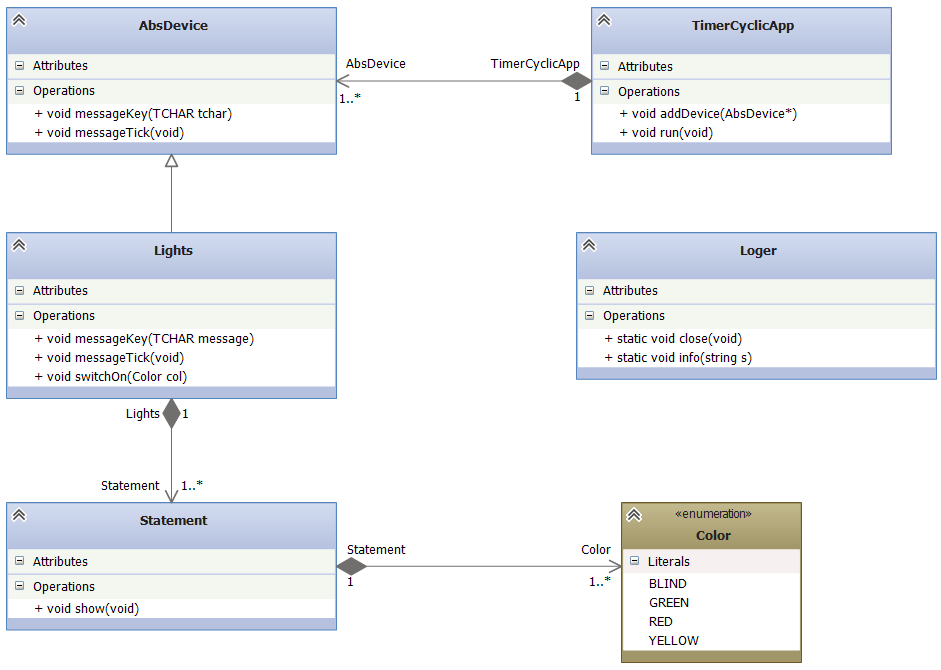 AbsDevice
Attributes
Operations
+ void messageKey(TCHAR tchar)
+ void messageTick(void)
AbsDevice
1..*
TimerCyclicApp
1
TimerCyclicApp
Attributes
Operations
+ void addDevice(AbsDevice*)
+ void run(void)
Lights
Attributes
Operations
+ void messageKey(TCHAR message)
+ void messageTick(void)
+ void switchOn(Color col)
Loger
Attributes
Operations
+ static void close(void)
+ static void info(string s)
Lights
1
Statement
1..*
Statement
Attributes
Operations
+ void show(void)
Statement
1
Color
1..*
«enumeration»
Color
Literals
BLIND
GREEN
RED
YELLOW